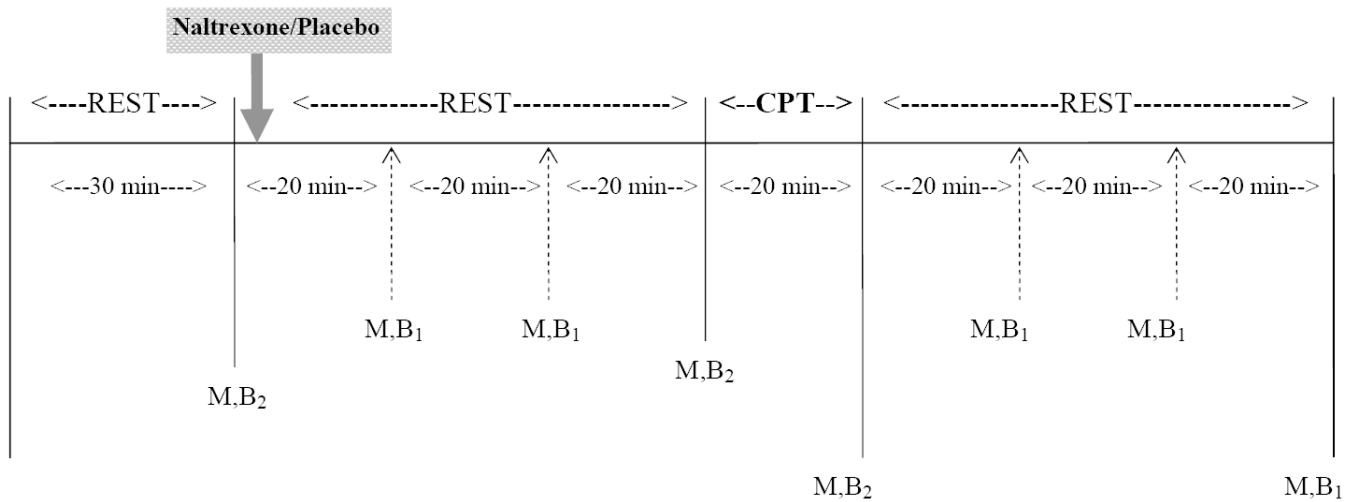 Naltrexone/Placebo
<----REST---->
<-------------REST--------------->
<--CPT-->
<---------------REST--------------->
<---30 min---->
<--20 min-->
<--20 min-->
<--20 min-->
<--20 min-->
<--20 min-->
<--20 min-->
<--20 min-->
M,B₁
M,B₁
M,B₁
M,B₁
M,B₂
M,B₂
M,B₂
M,B₁